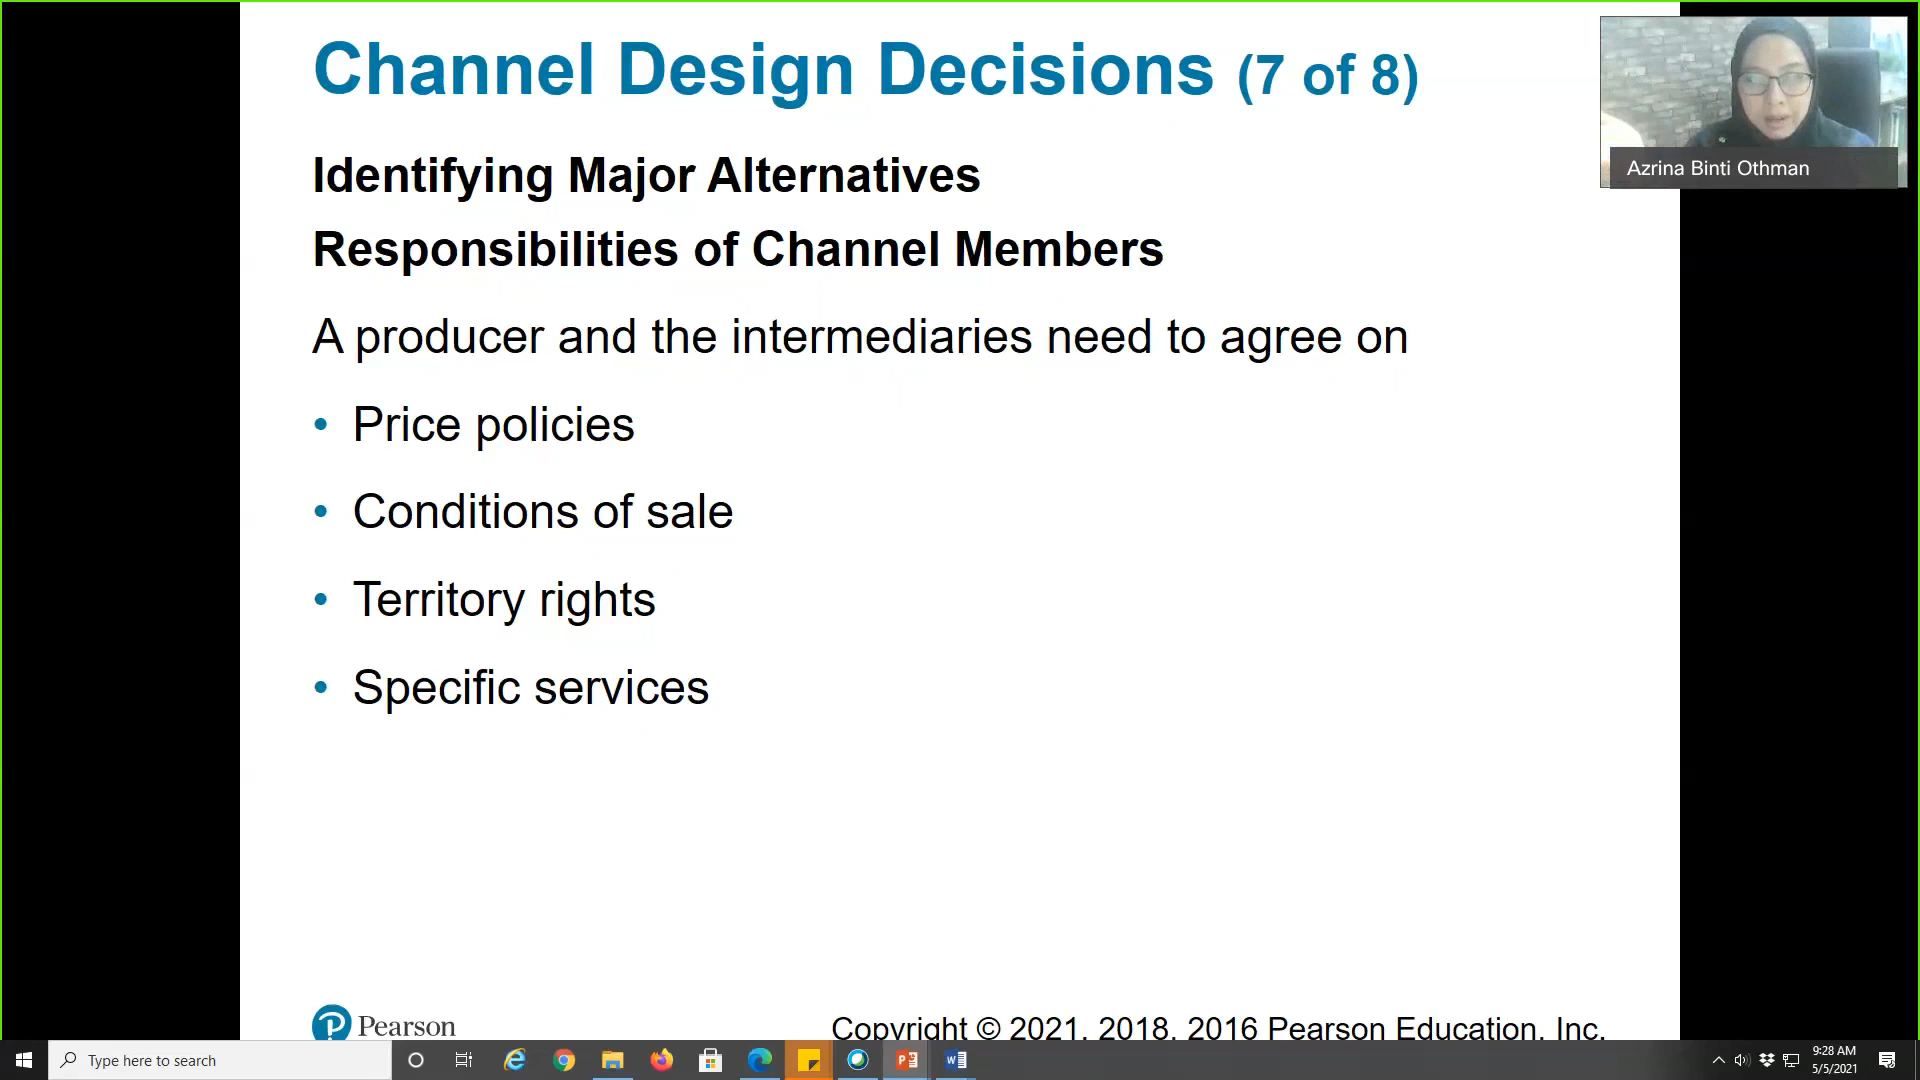 Channel Design Decisions (7 of 8)
Azrina Binti Othman
Identifying Major Alternatives
Responsibilities of Channel Members
A producer and the intermediaries need to agree on
• Price policies
• Conditions of sale
• Territory rights
• Specific services
Pearson
Copyright © 2021, 2018, 2016 Pearson Education, Inc.
Type here to search
9:28 AM
5/5/2021